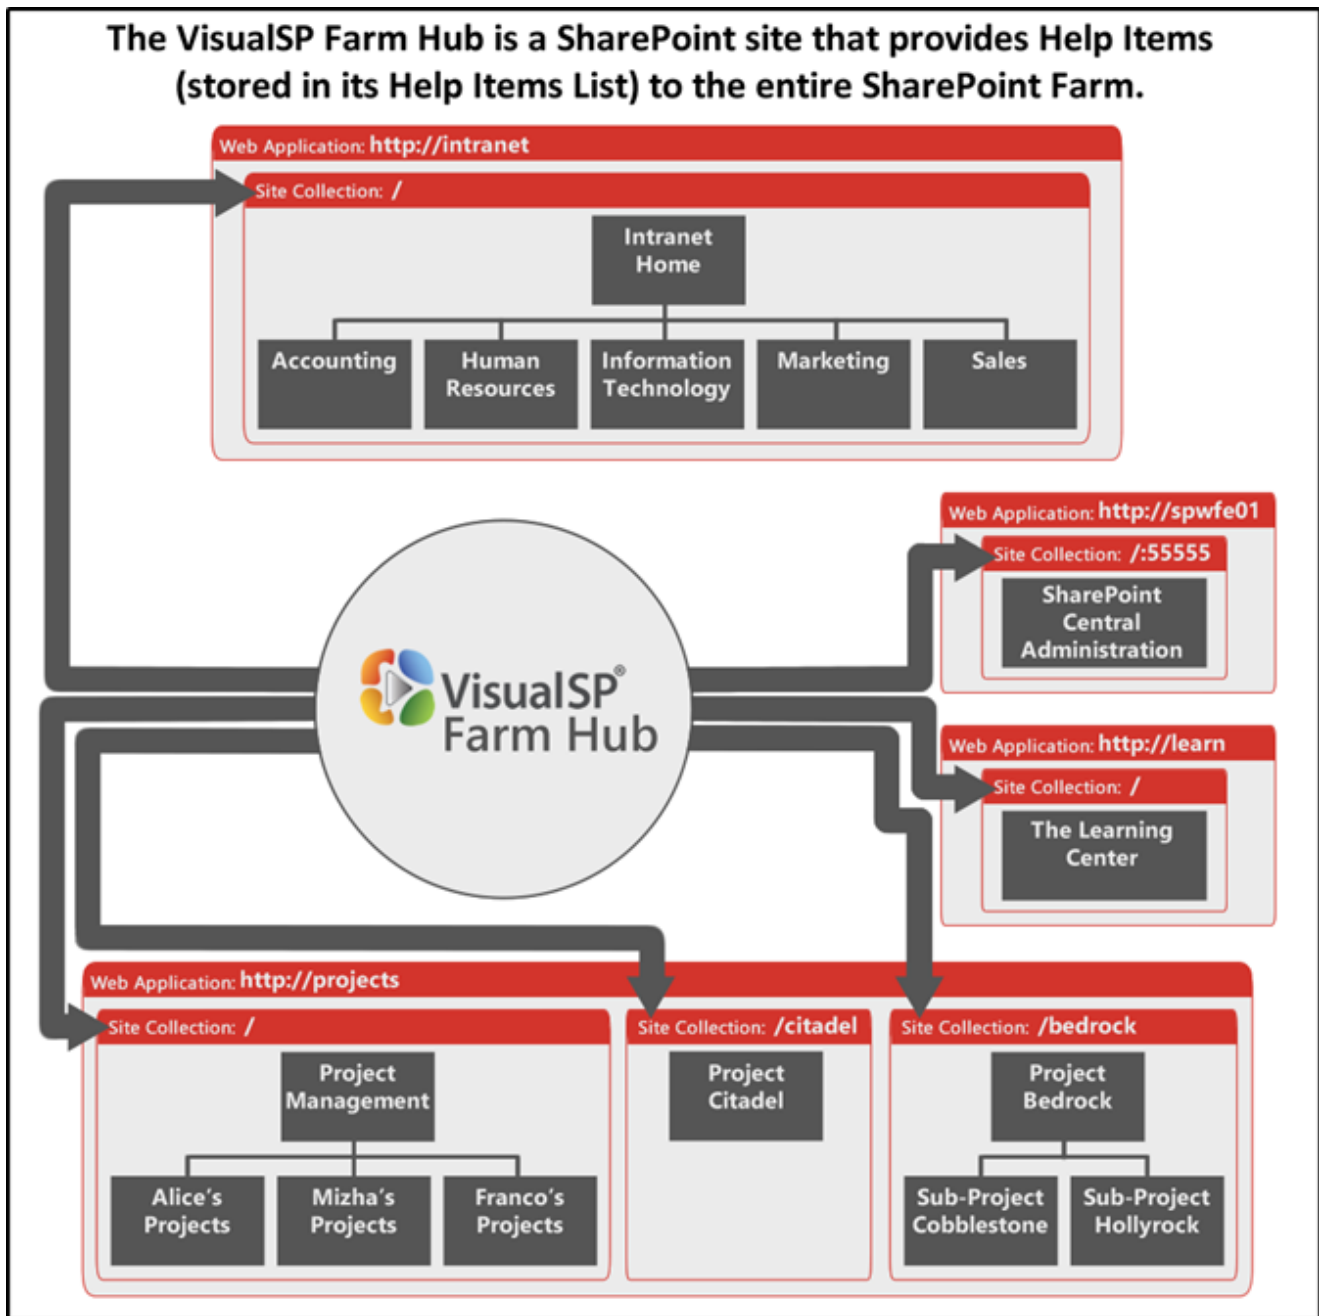 The VisualSP Farm Hub is a SharePoint site that provides Help Items
(stored in its Help Items List) to the entire SharePoint Farm.
Web Application: http://intranet
Site Collection: /
Intranet
Home
Accounting
Human
Resources
Information
Technology
Marketing
Sales
Web Application: http://spwfe01
Site Collection: /:55555
SharePoint
Central
Administration
VisualSP®
Farm Hub
Web Application: http://learn
Site Collection: /
The Learning
Center
Web Application: http://projects
Site Collection: /
Project
Management
Alice's
Projects
Mizha's
Projects
Franco's
Projects
Site Collection: /citadel
Project
Citadel
Site Collection: /bedrock
Project
Bedrock
Sub-Project
Cobblestone
Sub-Project
Hollyrock